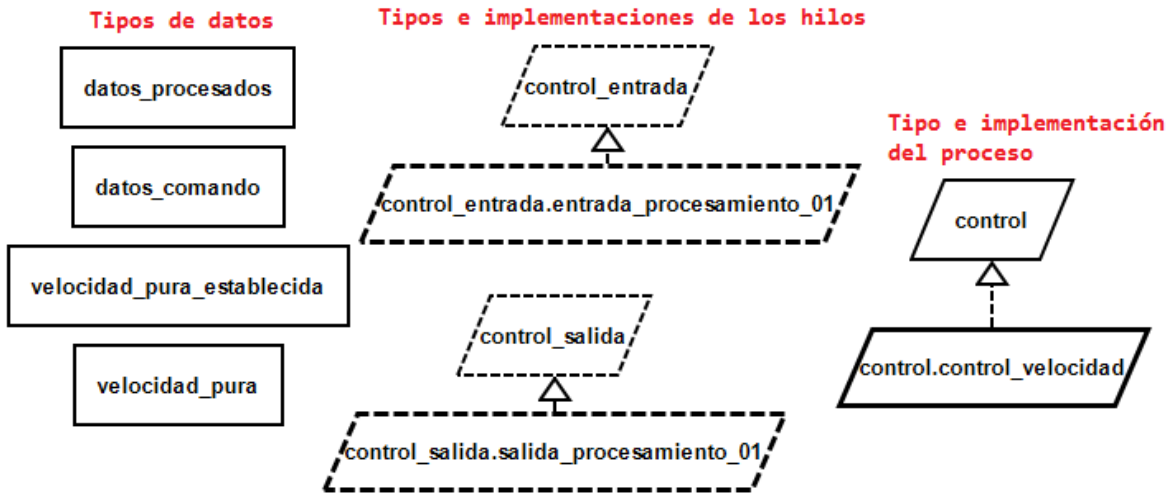 Tipos de datos
datos_procesados
datos_comando
velocidad_pura_establecida
velocidad_pura
Tipos e implementaciones de los hilos
control_entrada
control_entrada.entrada_procesamiento_01
control_salida
control_salida.salida_procesamiento_01
Tipo e implementación
del proceso
control
control.control_velocidad